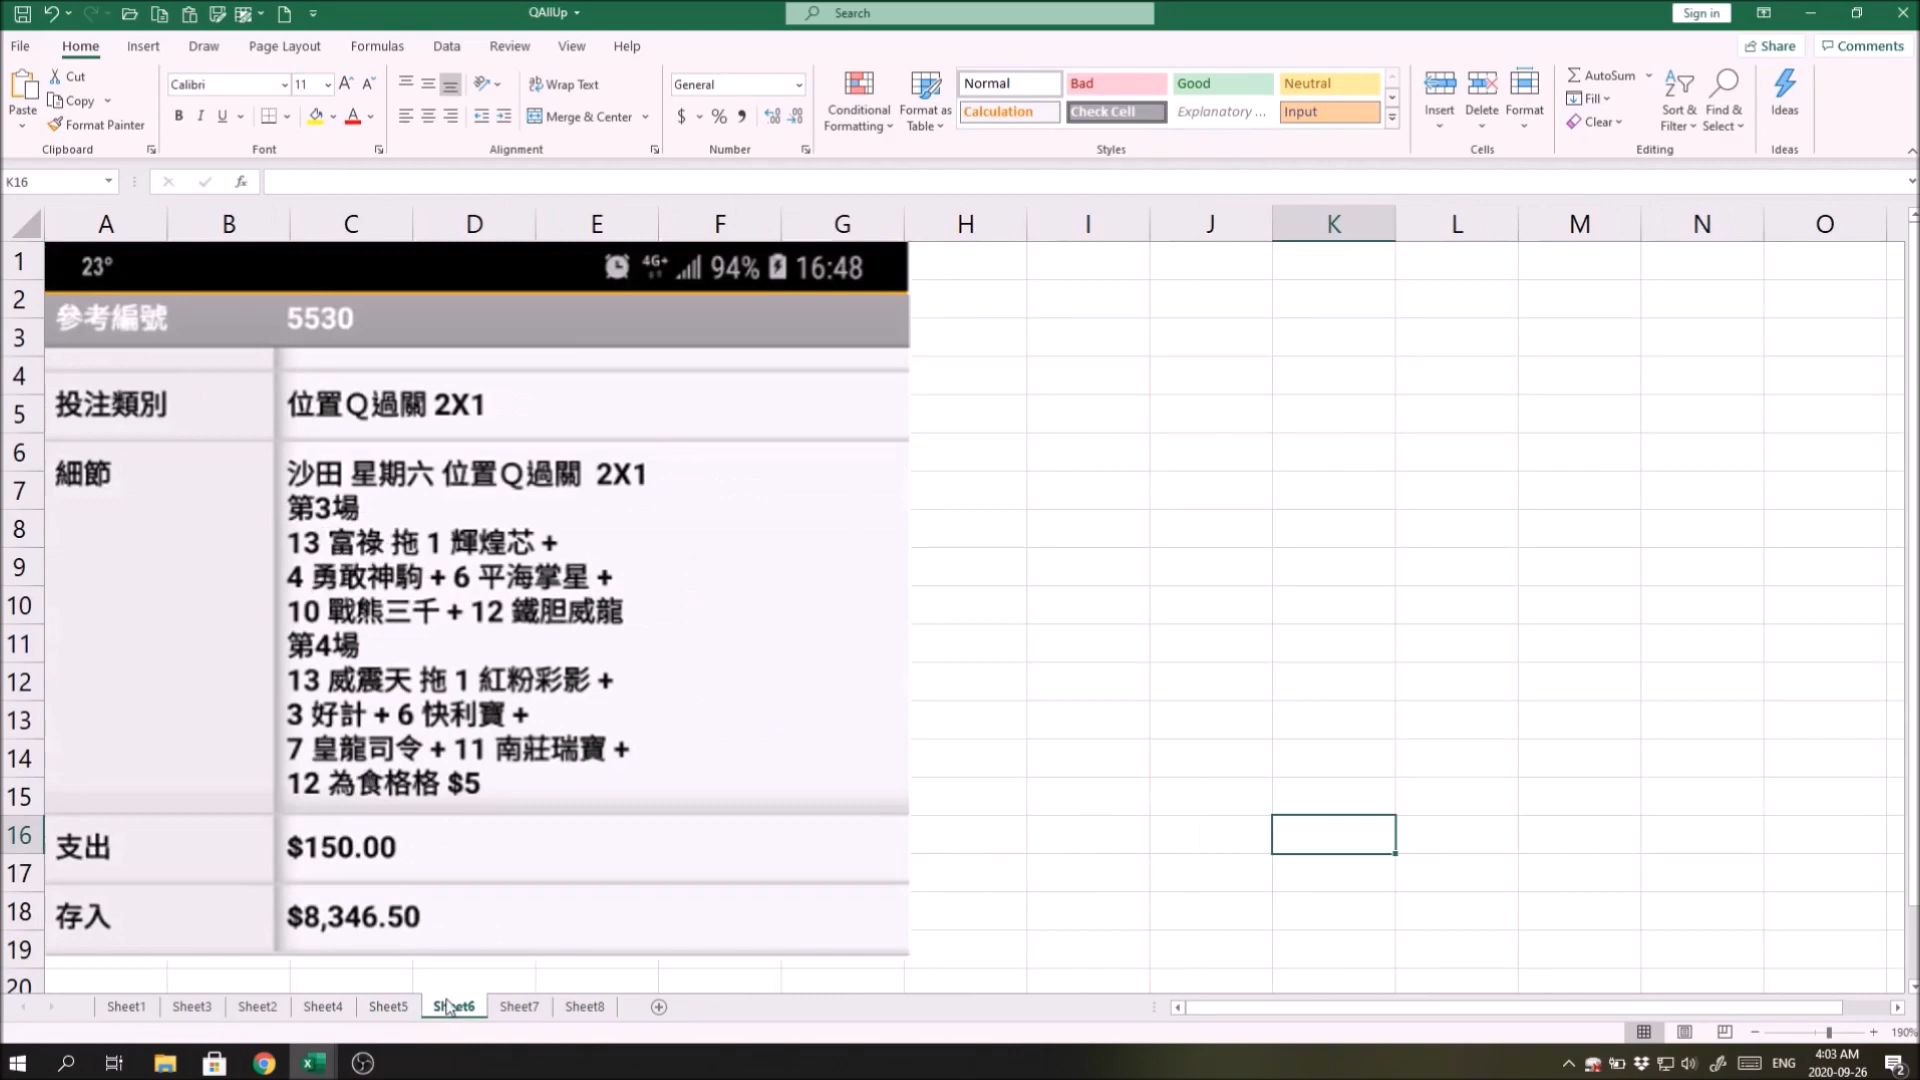 QAllUp
Search
Sign in
File Home Insert Draw Page Layout Formulas Data Review View Help
Share Comments
Paste
Cut
Copy
Format Painter
Clipboard
Calibri 11
B I U
Font
Wrap Text
Merge & Center
Alignment
General
$ %
Number
Conditional Formatting
Format as Table
Normal Bad Good Neutral
Calculation Check Cell Explanatory ... Input
Styles
Insert Delete Format
Cells
AutoSum
Fill
Clear
Sort & Filter
Find & Select
Editing
Ideas
Ideas
K16
fx
A B C D E F G H I J K L M N O
1
2
3
4
5
6
7
8
9
10
11
12
13
14
15
16
17
18
19
20
23° 4G+ 94% 16:48
參考編號 5530
投注類別 位置Q過關 2X1
細節 沙田 星期六 位置Q過關 2X1
第3場
13 富祿 拖 1 輝煌芯 +
4 勇敢神駒 + 6 平海掌星 +
10 戰熊三千 + 12 鐵胆威龍
第4場
13 威震天 拖 1 紅粉彩影 +
3 好計 + 6 快利寶 +
7 皇龍司令 + 11 南莊瑞寶 +
12 為食格格 $5
支出 $150.00
存入 $8,346.50
Sheet1 Sheet3 Sheet2 Sheet4 Sheet5 Sheet6 Sheet7 Sheet8
190%
ENG
4:03 AM
2020-09-26
2